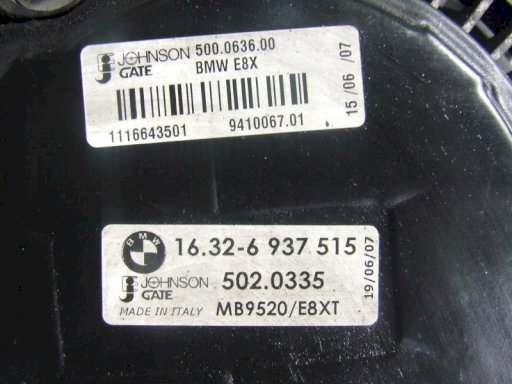 JOHNSON 500.0636.00
GATE BMW E8X
1116643501 9410067.01
15/06/07
BMW
16.32-6 937 515
JOHNSON 502.0335
GATE
MADE IN ITALY MB9520/E8XT
19/06/07